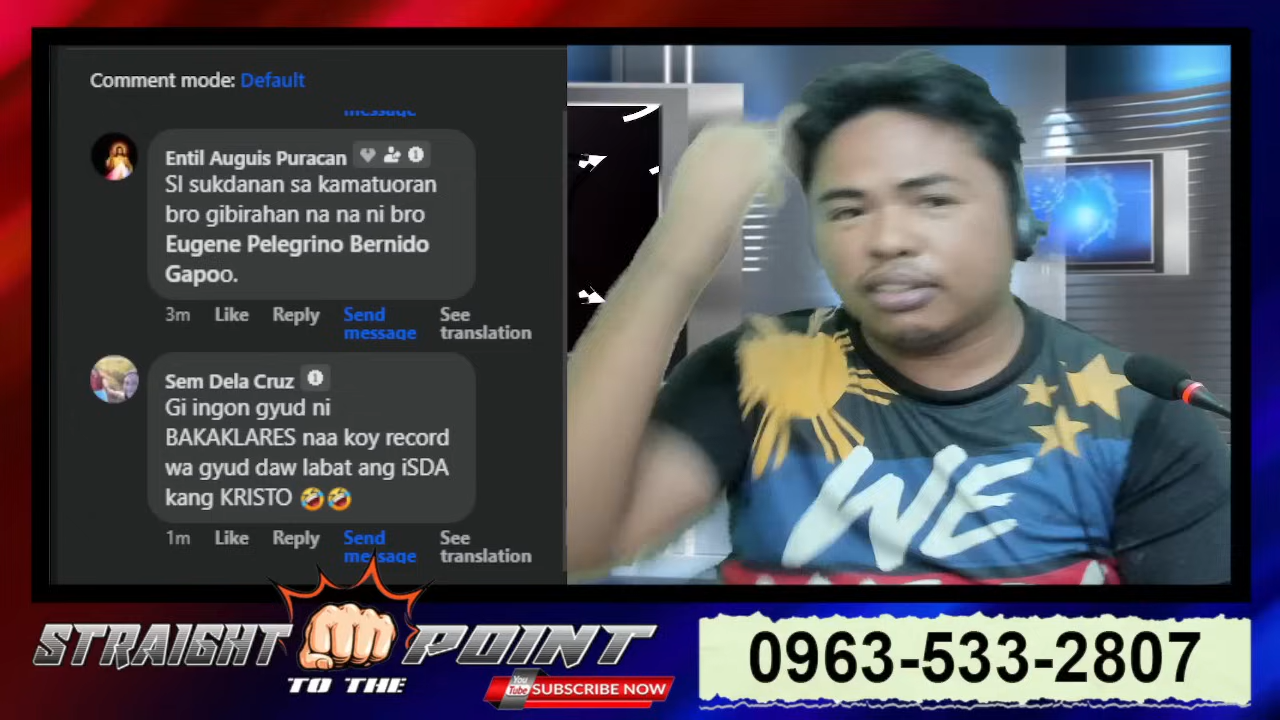 Comment mode: Default
message
Entil Auguis Puracan
SI sukdanan sa kamatuoran
bro gibirahan na na ni bro
Eugene Pelegrino Bernido
Gapoo.
3m Like Reply Send message See translation
Sem Dela Cruz
Gi ingon gyud ni
BAKAKLARES naa koy record
wa gyud daw labat ang iSDA
kang KRISTO 🤣🤣
1m Like Reply Send message See translation
WE
STRAIGHT POINT
TO THE
You Tube SUBSCRIBE NOW
0963-533-2807